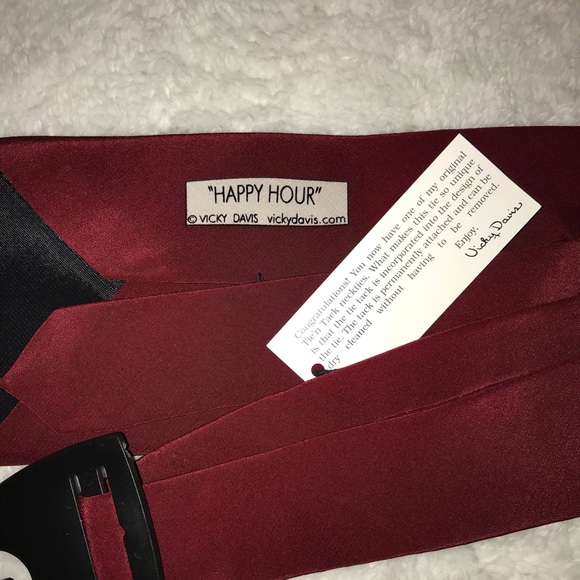 "HAPPY HOUR"
© VICKY DAVIS vickydavis.com
Congratulations! You now have one of my original
Tie'n Tack neckties. What makes this tie so unique
is that the tie tack is incorporated into the design of
the tie. The tack is permanently attached and can be
dry cleaned without having to be removed.
Enjoy.
Vicky Davis